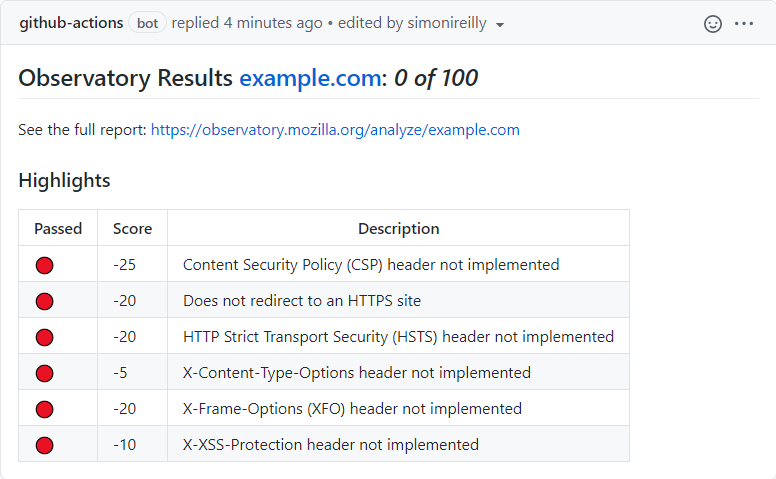 github-actions bot replied 4 minutes ago • edited by simonireilly
Observatory Results example.com: 0 of 100
See the full report: https://observatory.mozilla.org/analyze/example.com
Highlights
Passed Score Description
-25 Content Security Policy (CSP) header not implemented
-20 Does not redirect to an HTTPS site
-20 HTTP Strict Transport Security (HSTS) header not implemented
-5 X-Content-Type-Options header not implemented
-20 X-Frame-Options (XFO) header not implemented
-10 X-XSS-Protection header not implemented